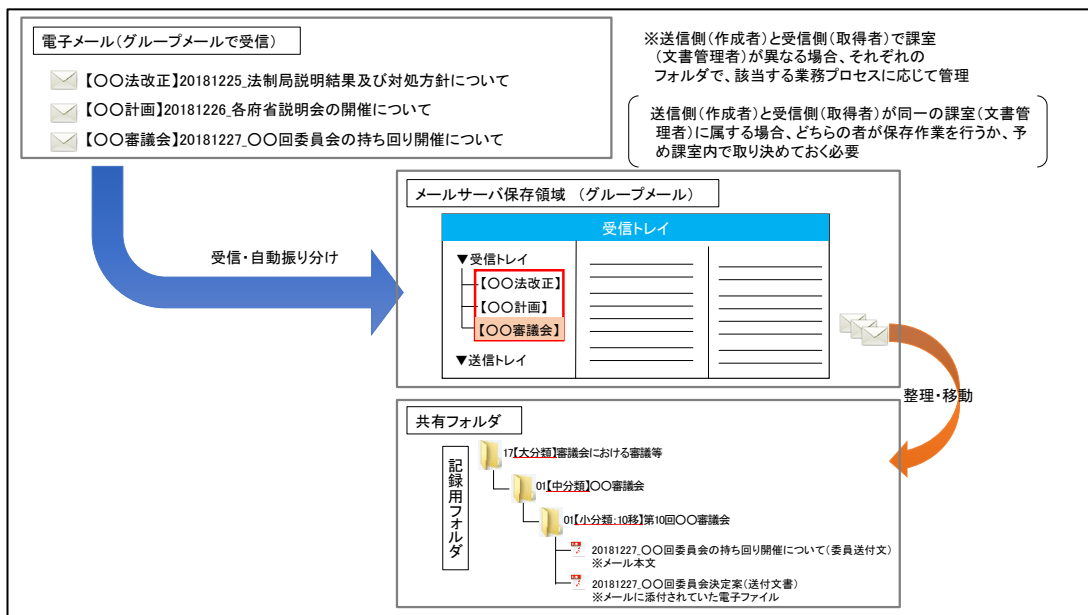 電子メール(グループメールで受信)
【〇〇法改正】20181225_法制局説明結果及び対処方針について
【〇〇計画】20181226_各府省説明会の開催について
【〇〇審議会】20181227_〇〇回委員会の持ち回り開催について
※送信側(作成者)と受信側(取得者)で課室
(文書管理者)が異なる場合、それぞれの
フォルダで、該当する業務プロセスに応じて管理
送信側(作成者)と受信側(取得者)が同一の課室(文書管
理者)に属する場合、どちらの者が保存作業を行うか、予
め課室内で取り決めておく必要
受信・自動振り分け
メールサーバ保存領域 (グループメール)
受信トレイ
▼受信トレイ
【〇〇法改正】
【〇〇計画】
【〇〇審議会】
▼送信トレイ
整理・移動
共有フォルダ
記録用フォルダ
17【大分類】審議会における審議等
01【中分類】〇〇審議会
01【小分類:10移】第10回〇〇審議会
20181227_〇〇回委員会の持ち回り開催について(委員送付文)
※メール本文
20181227_〇〇回委員会決定案(送付文書)
※メールに添付されていた電子ファイル